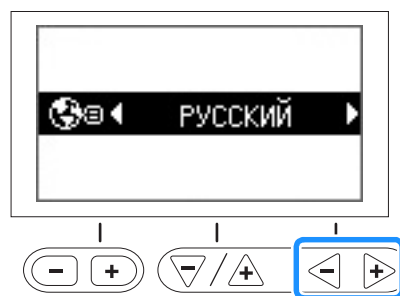 РУССКИЙ
- +
- / +
- +